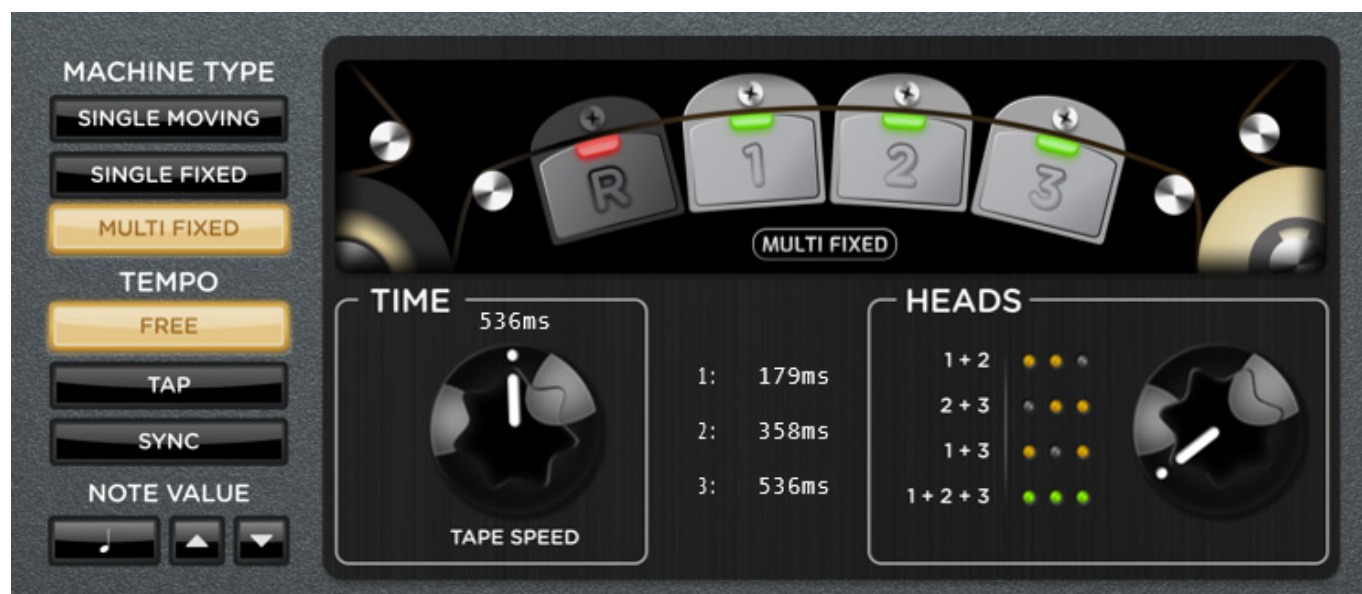 MACHINE TYPE
SINGLE MOVING
SINGLE FIXED
MULTI FIXED
TEMPO
FREE
TAP
SYNC
NOTE VALUE
R
1
2
3
MULTI FIXED
TIME
536ms
TAPE SPEED
1: 179ms
2: 358ms
3: 536ms
HEADS
1 + 2
2 + 3
1 + 3
1 + 2 + 3